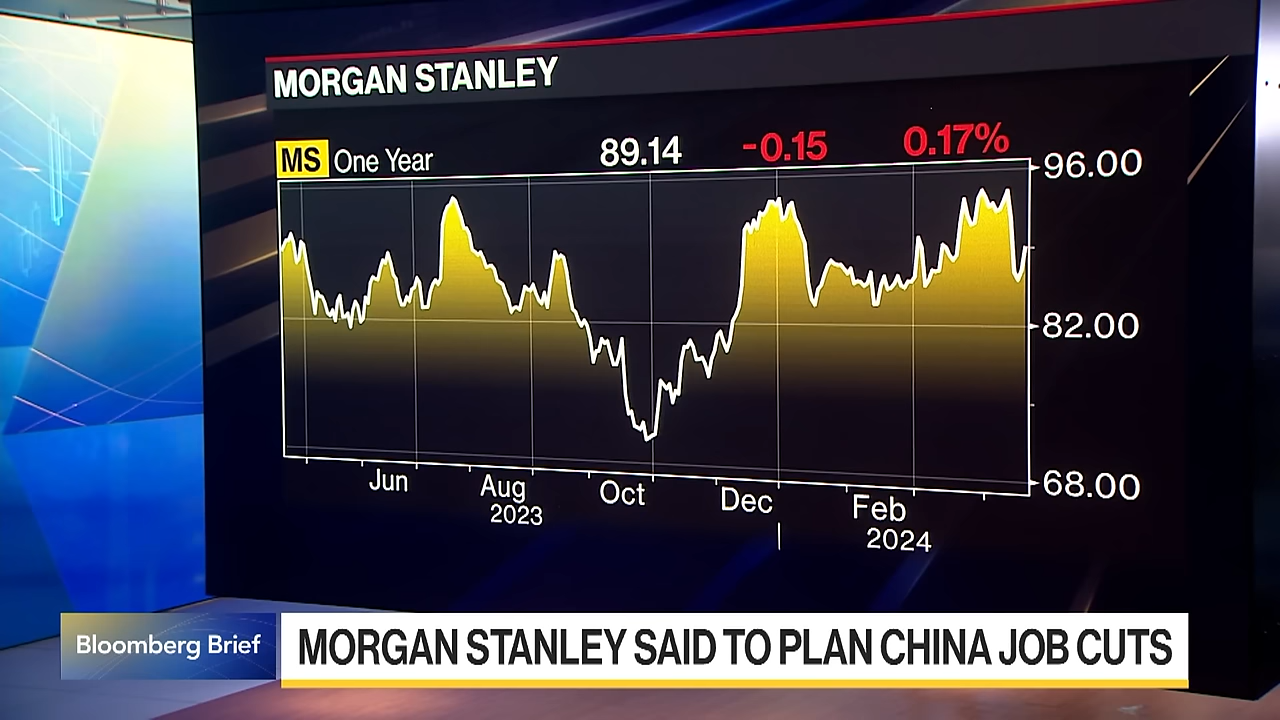 MORGAN STANLEY
MS One Year 89.14 -0.15 0.17%
96.00
82.00
68.00
Jun Aug Oct Dec Feb
2023 2024
Bloomberg Brief
MORGAN STANLEY SAID TO PLAN CHINA JOB CUTS